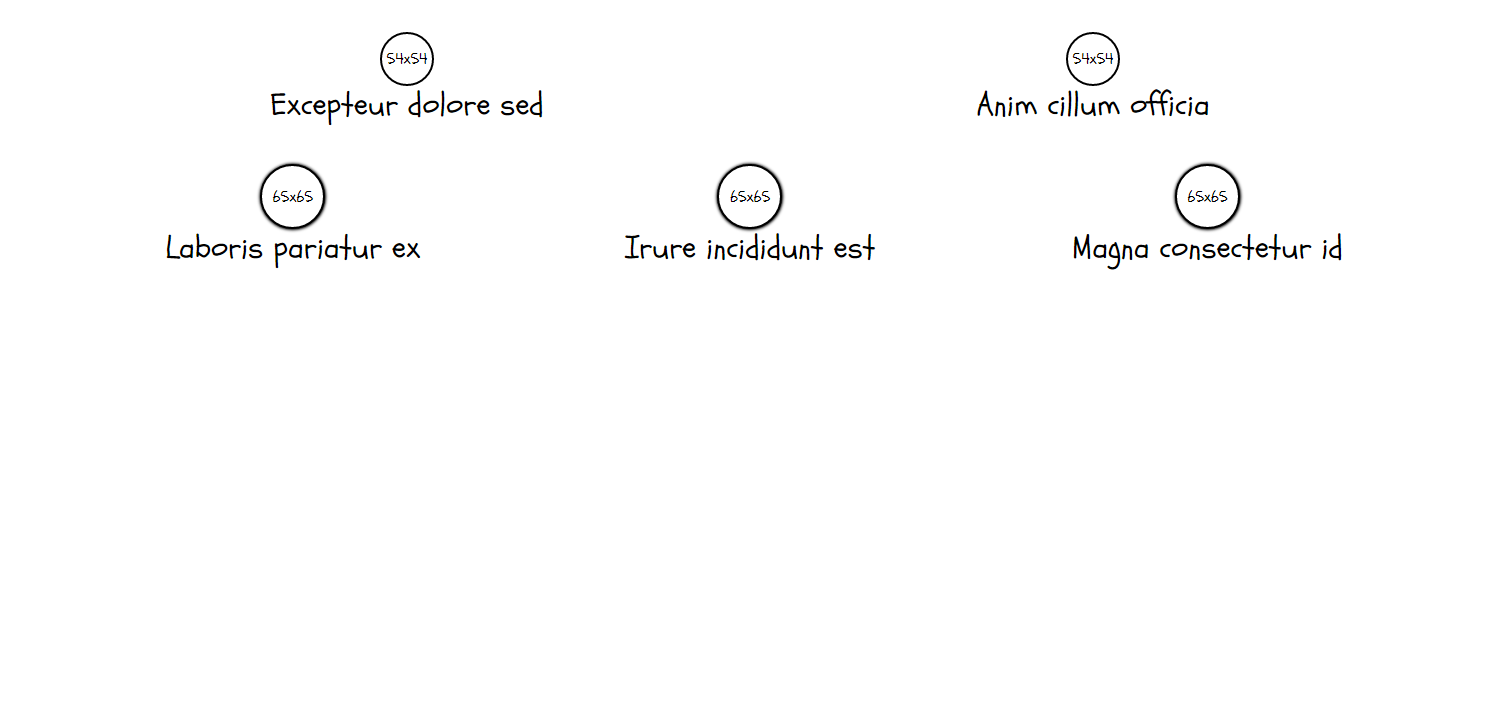 54x54
54x54
Excepteur dolore sed
Anim cillum officia
65x65
65x65
65x65
Laboris pariatur ex
Irure incididunt est
Magna consectetur id